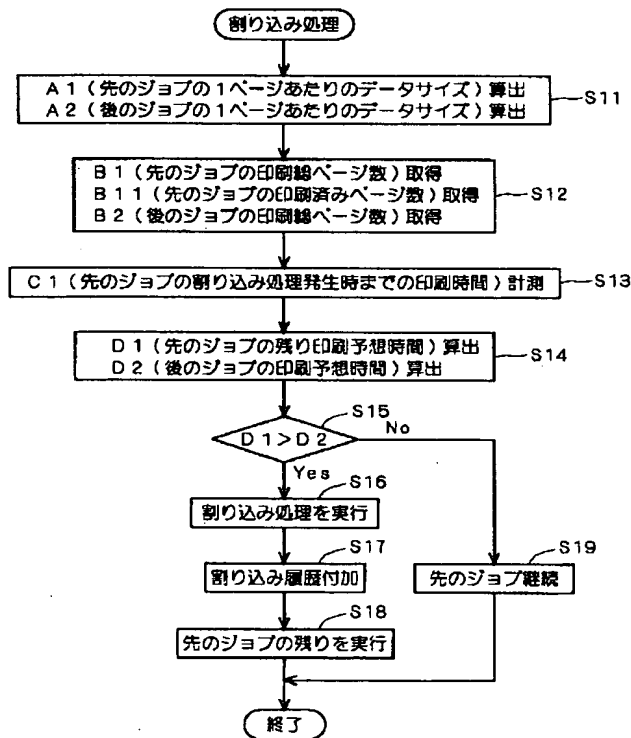 割り込み処理
A1(先のジョブの1ページあたりのデータサイズ)算出
A2(後のジョブの1ページあたりのデータサイズ)算出
S11
B1(先のジョブの印刷総ページ数)取得
B11(先のジョブの印刷済みページ数)取得
B2(後のジョブの印刷総ページ数)取得
S12
C1(先のジョブの割り込み処理発生時までの印刷時間)計測
S13
D1(先のジョブの残り印刷予想時間)算出
D2(後のジョブの印刷予想時間)算出
S14
S15
D1>D2
No
Yes
S16
割り込み処理を実行
S17
割り込み履歴付加
S19
先のジョブ継続
S18
先のジョブの残りを実行
終了